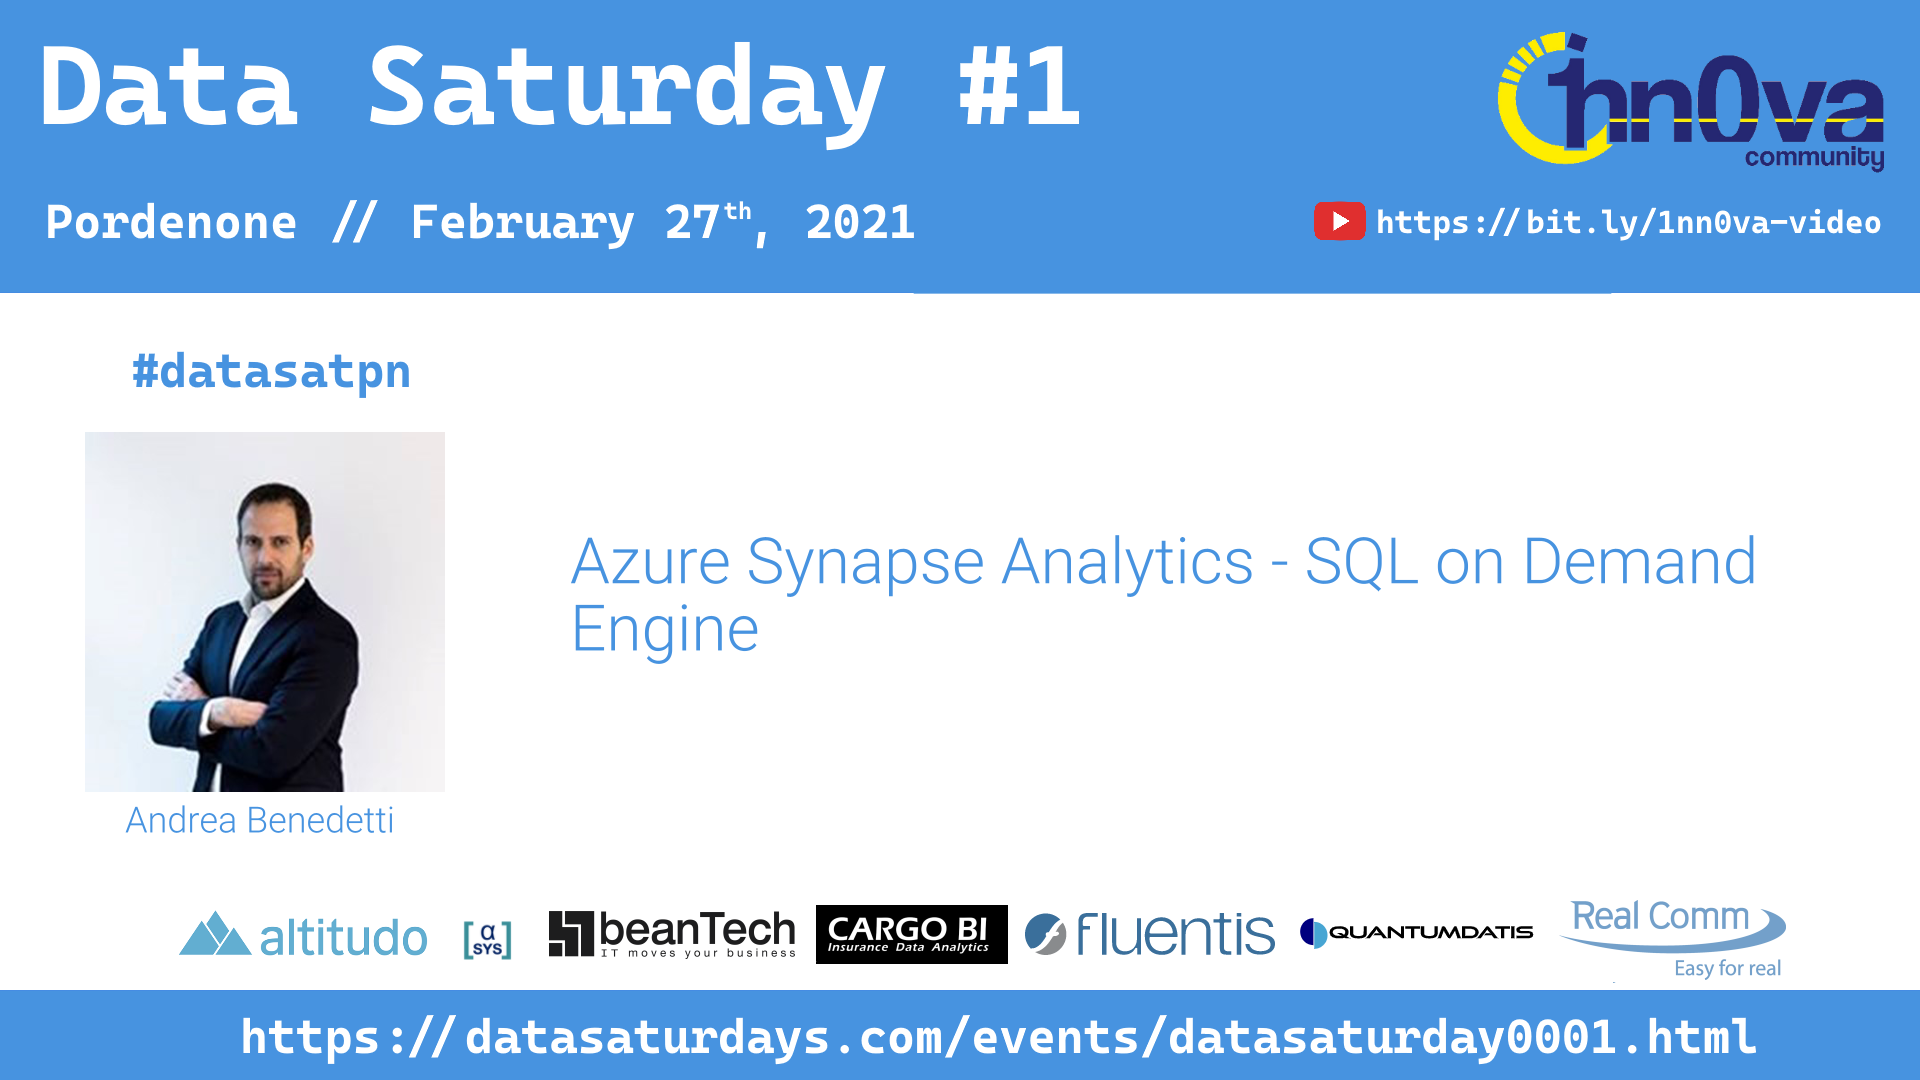 Data Saturday #1
1nn0va
community
Pordenone // February 27th, 2021
https://bit.ly/1nn0va-video
#datasatpn
Azure Synapse Analytics - SQL on Demand
Engine
Andrea Benedetti
altitudo
[α
SYS]
beanTech
IT moves your business
CARGO BI
Insurance Data Analytics
fluentis
QUANTUMDATIS
Real Comm
Easy for real
https://datasaturdays.com/events/datasaturday0001.html